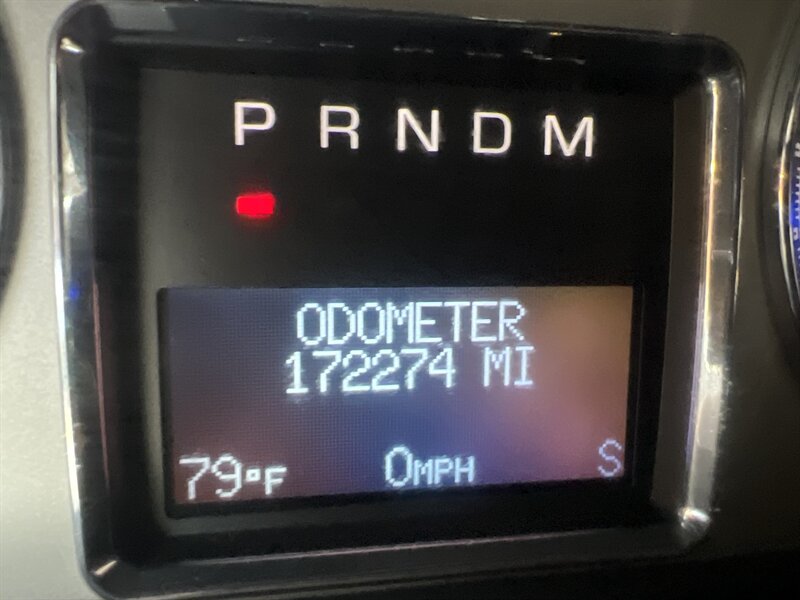 P R N D M
ODOMETER
172274 MI
79°F 0MPH S